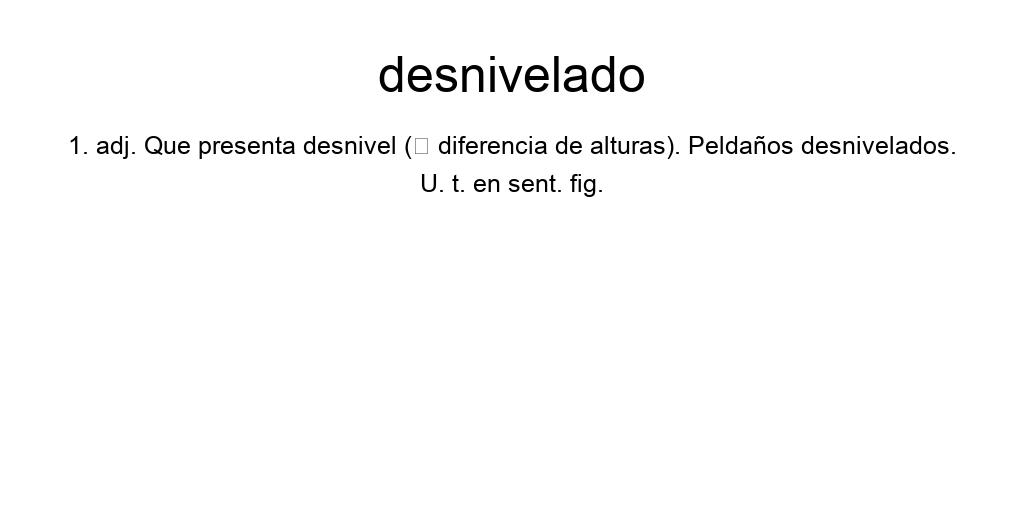 desnivelado
1. adj. Que presenta desnivel (□ diferencia de alturas). Peldaños desnivelados.
U. t. en sent. fig.